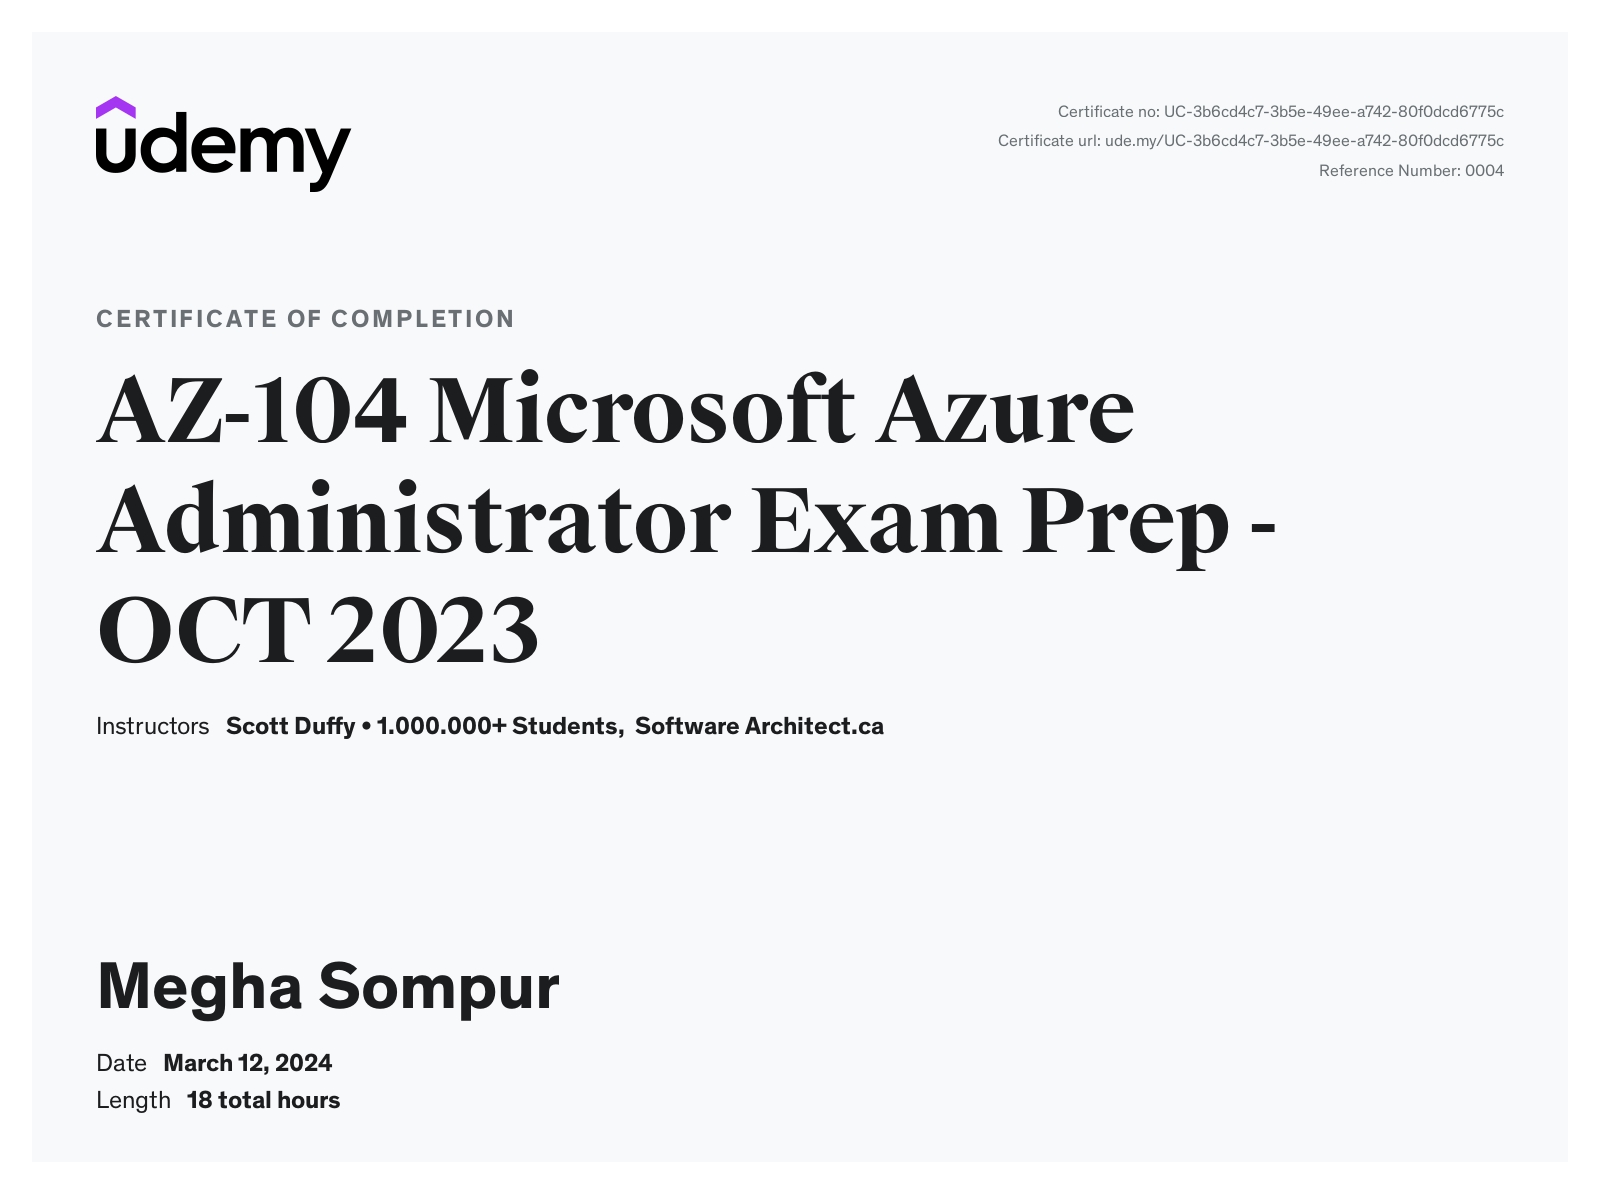 udemy
Certificate no: UC-3b6cd4c7-3b5e-49ee-a742-80f0dcd6775c
Certificate url: ude.my/UC-3b6cd4c7-3b5e-49ee-a742-80f0dcd6775c
Reference Number: 0004
CERTIFICATE OF COMPLETION
AZ-104 Microsoft Azure
Administrator Exam Prep -
OCT 2023
Instructors Scott Duffy • 1.000.000+ Students, Software Architect.ca
Megha Sompur
Date March 12, 2024
Length 18 total hours